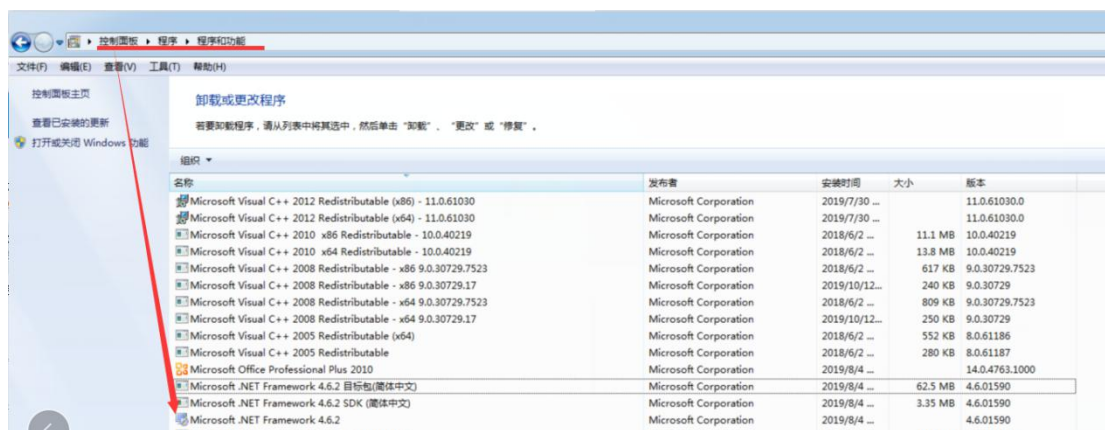 控制面板 ▸ 程序 ▸ 程序和功能
文件(F) 编辑(E) 查看(V) 工具(T) 帮助(H)
控制面板主页
查看已安装的更新
打开或关闭 Windows 功能
卸载或更改程序
若要卸载程序，请从列表中将其选中，然后单击“卸载”、“更改”或“修复”。
组织
名称 发布者 安装时间 大小 版本
Microsoft Visual C++ 2012 Redistributable (x86) - 11.0.61030 Microsoft Corporation 2019/7/30 ... 11.0.61030.0
Microsoft Visual C++ 2012 Redistributable (x64) - 11.0.61030 Microsoft Corporation 2019/7/30 ... 11.0.61030.0
Microsoft Visual C++ 2010 x86 Redistributable - 10.0.40219 Microsoft Corporation 2018/6/2 ... 11.1 MB 10.0.40219
Microsoft Visual C++ 2010 x64 Redistributable - 10.0.40219 Microsoft Corporation 2018/6/2 ... 13.8 MB 10.0.40219
Microsoft Visual C++ 2008 Redistributable - x86 9.0.30729.7523 Microsoft Corporation 2018/6/2 ... 617 KB 9.0.30729.7523
Microsoft Visual C++ 2008 Redistributable - x86 9.0.30729.17 Microsoft Corporation 2019/10/12... 240 KB 9.0.30729
Microsoft Visual C++ 2008 Redistributable - x64 9.0.30729.7523 Microsoft Corporation 2018/6/2 ... 809 KB 9.0.30729.7523
Microsoft Visual C++ 2008 Redistributable - x64 9.0.30729.17 Microsoft Corporation 2019/10/12... 250 KB 9.0.30729
Microsoft Visual C++ 2005 Redistributable (x64) Microsoft Corporation 2018/6/2 ... 552 KB 8.0.61186
Microsoft Visual C++ 2005 Redistributable Microsoft Corporation 2018/6/2 ... 280 KB 8.0.61187
Microsoft Office Professional Plus 2010 Microsoft Corporation 2019/8/4 ... 14.0.4763.1000
Microsoft .NET Framework 4.6.2 目标包(简体中文) Microsoft Corporation 2019/8/4 ... 62.5 MB 4.6.01590
Microsoft .NET Framework 4.6.2 SDK (简体中文) Microsoft Corporation 2019/8/4 ... 3.35 MB 4.6.01590
Microsoft .NET Framework 4.6.2 Microsoft Corporation 2019/8/4 ... 4.6.01590